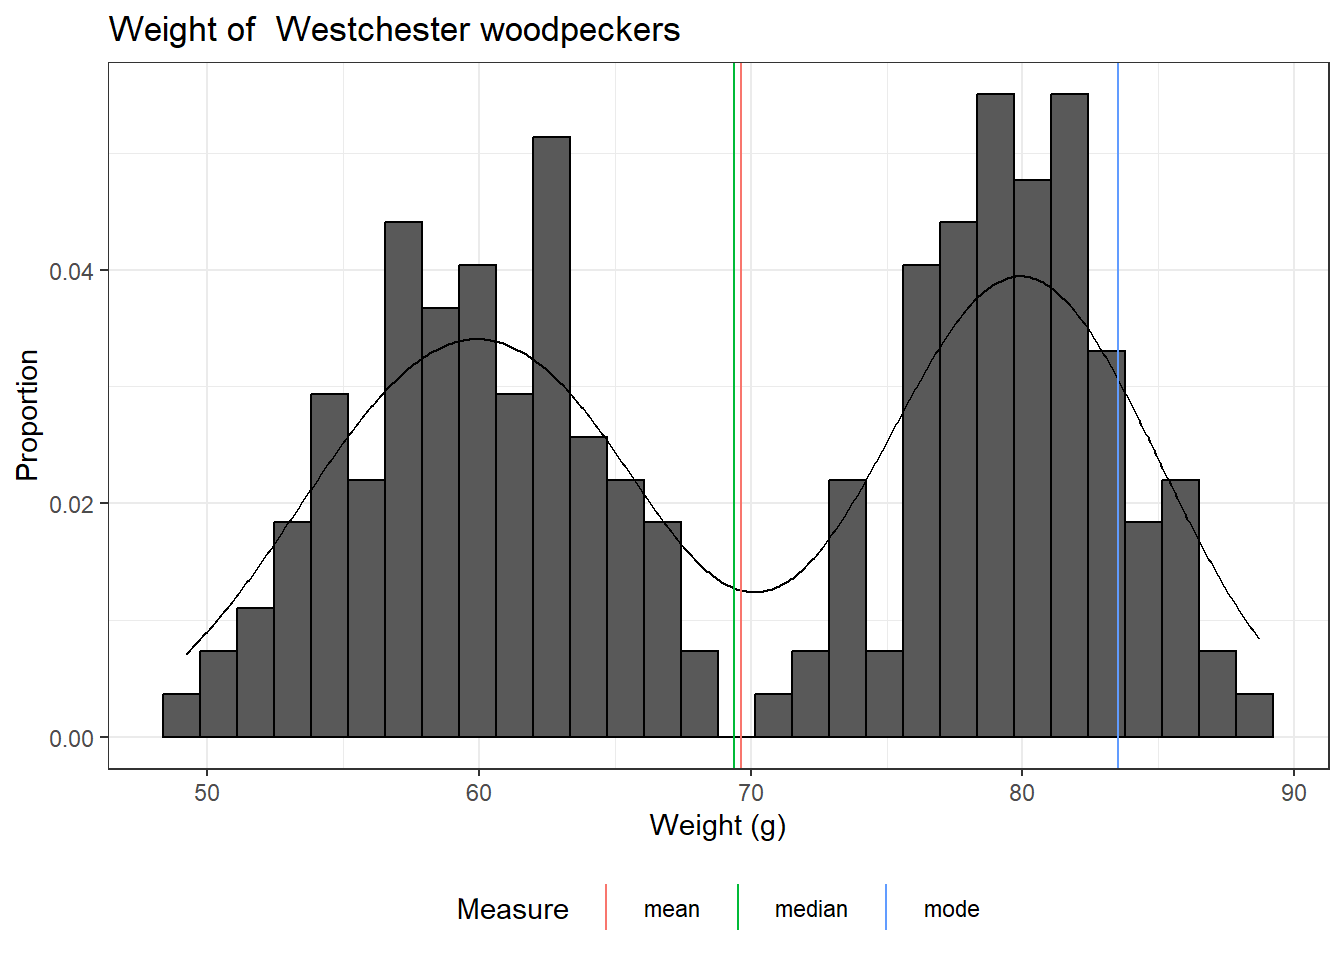 Weight of  Westchester woodpeckers
Proportion
0.04
0.02
0.00
50 60 70 80 90
Weight (g)
Measure mean median mode